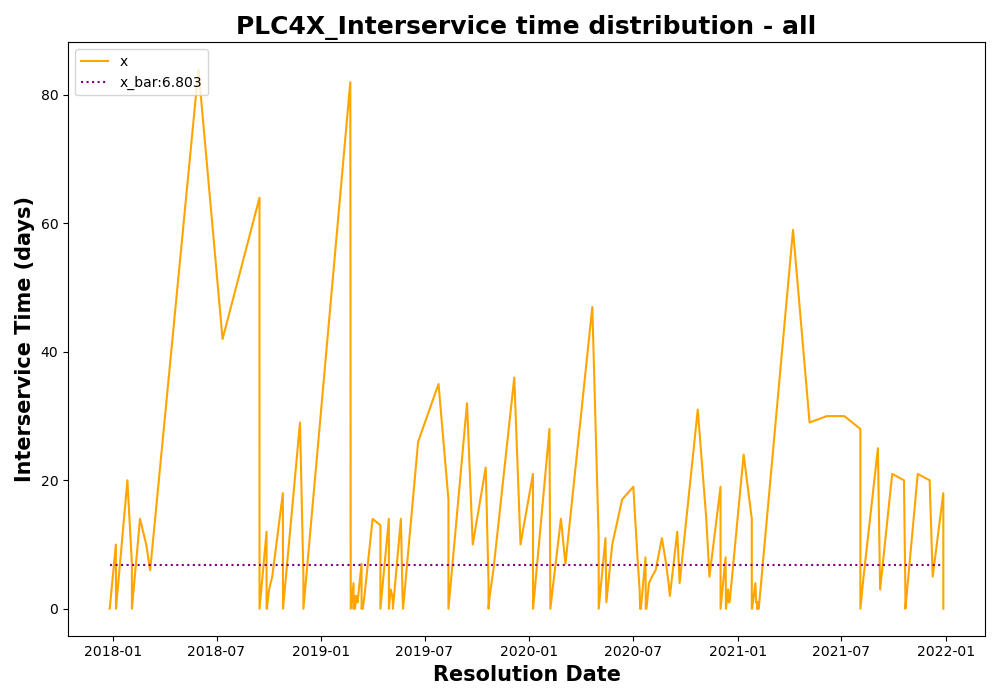 PLC4X_Interservice time distribution - all
x
x_bar:6.803
Interservice Time (days)
80
60
40
20
0
2018-01 2018-07 2019-01 2019-07 2020-01 2020-07 2021-01 2021-07 2022-01
Resolution Date